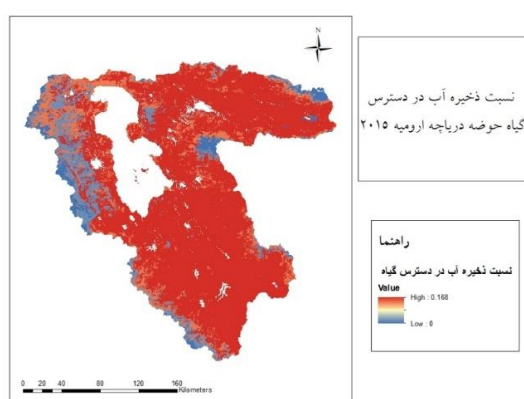 N
نسبت ذخیره آب در دسترس
گیاه حوضه دریاچه ارومیه ۲۰۱۵
راهنما
نسبت ذخیره آب در دسترس گیاه
Value
High : 0.168
Low : 0
0 20 40 80 120 160
Kilometers